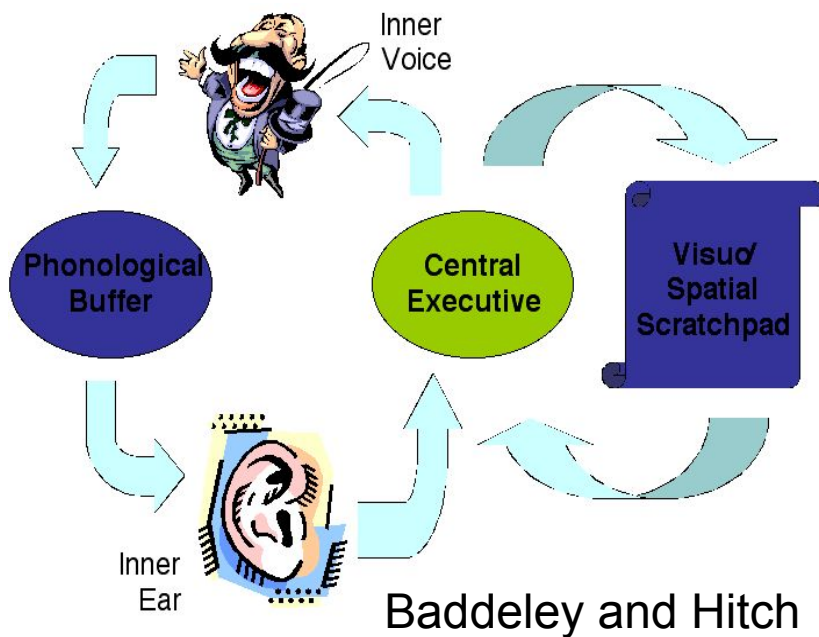 Inner
Voice
Phonological
Buffer
Central
Executive
Visuo/
Spatial
Scratchpad
Inner
Ear
Baddeley and Hitch